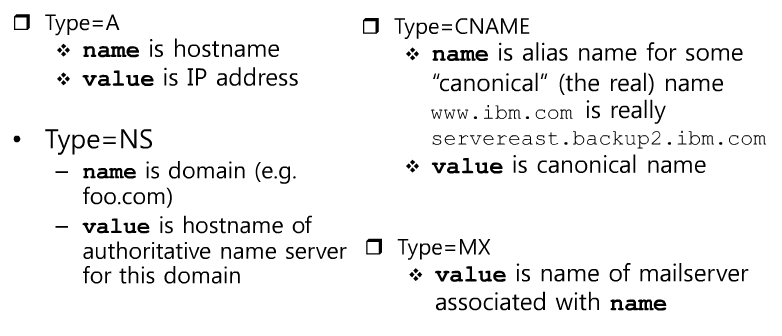 ❒ Type=A
❖ name is hostname
❖ value is IP address
• Type=NS
– name is domain (e.g.
foo.com)
– value is hostname of
authoritative name server
for this domain
❒ Type=CNAME
❖ name is alias name for some
“canonical” (the real) name
www.ibm.com is really
servereast.backup2.ibm.com
❖ value is canonical name
❒ Type=MX
❖ value is name of mailserver
associated with name